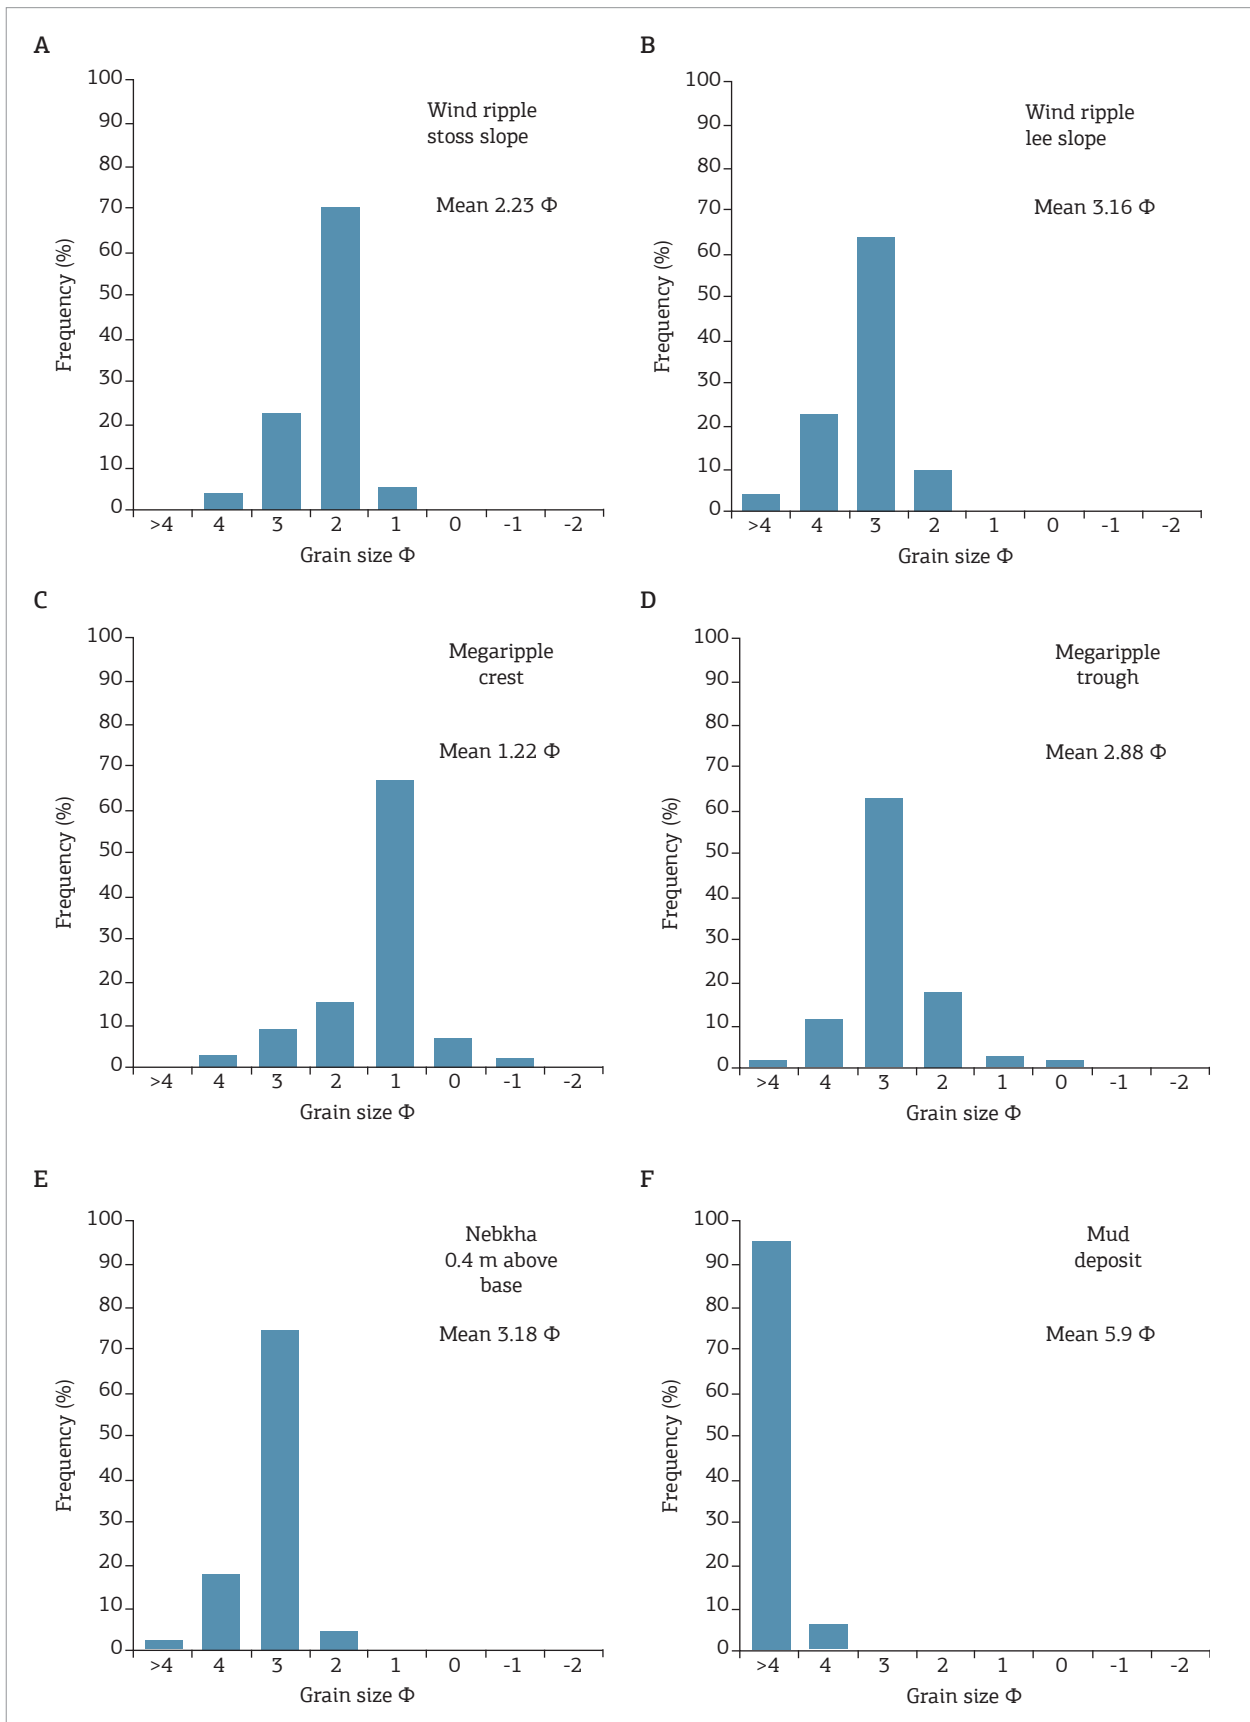 A
Wind ripple
stoss slope
Mean 2.23 Φ
Frequency (%)
100
90
80
70
60
50
40
30
20
10
0
>4 4 3 2 1 0 -1 -2
Grain size Φ
B
Wind ripple
lee slope
Mean 3.16 Φ
Frequency (%)
100
90
80
70
60
50
40
30
20
10
0
>4 4 3 2 1 0 -1 -2
Grain size Φ
C
Megaripple
crest
Mean 1.22 Φ
Frequency (%)
100
90
80
70
60
50
40
30
20
10
0
>4 4 3 2 1 0 -1 -2
Grain size Φ
D
Megaripple
trough
Mean 2.88 Φ
Frequency (%)
100
90
80
70
60
50
40
30
20
10
0
>4 4 3 2 1 0 -1 -2
Grain size Φ
E
Nebkha
0.4 m above
base
Mean 3.18 Φ
Frequency (%)
100
90
80
70
60
50
40
30
20
10
0
>4 4 3 2 1 0 -1 -2
Grain size Φ
F
Mud
deposit
Mean 5.9 Φ
Frequency (%)
100
90
80
70
60
50
40
30
20
10
0
>4 4 3 2 1 0 -1 -2
Grain size Φ